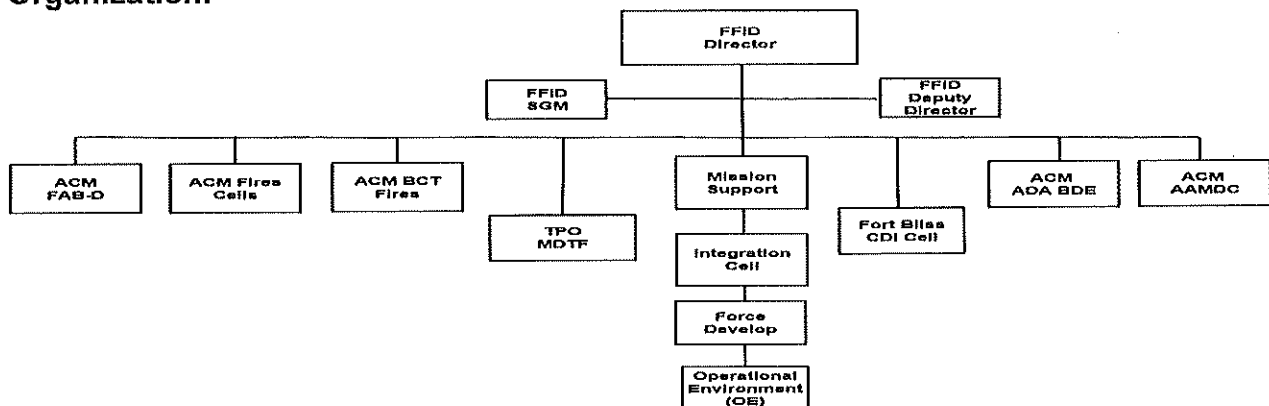 Organization:
FFID
Director
FFID
SGM
FFID
Deputy
Director
ACM
FAB-D
ACM Fires
Cells
ACM BCT
Fires
TPO
MDTF
Mission
Support
Fort Bliss
CDI Cell
ACM
ADA BDE
ACM
AAMDC
Integration
Cell
Force
Develop
Operational
Environment
(OE)